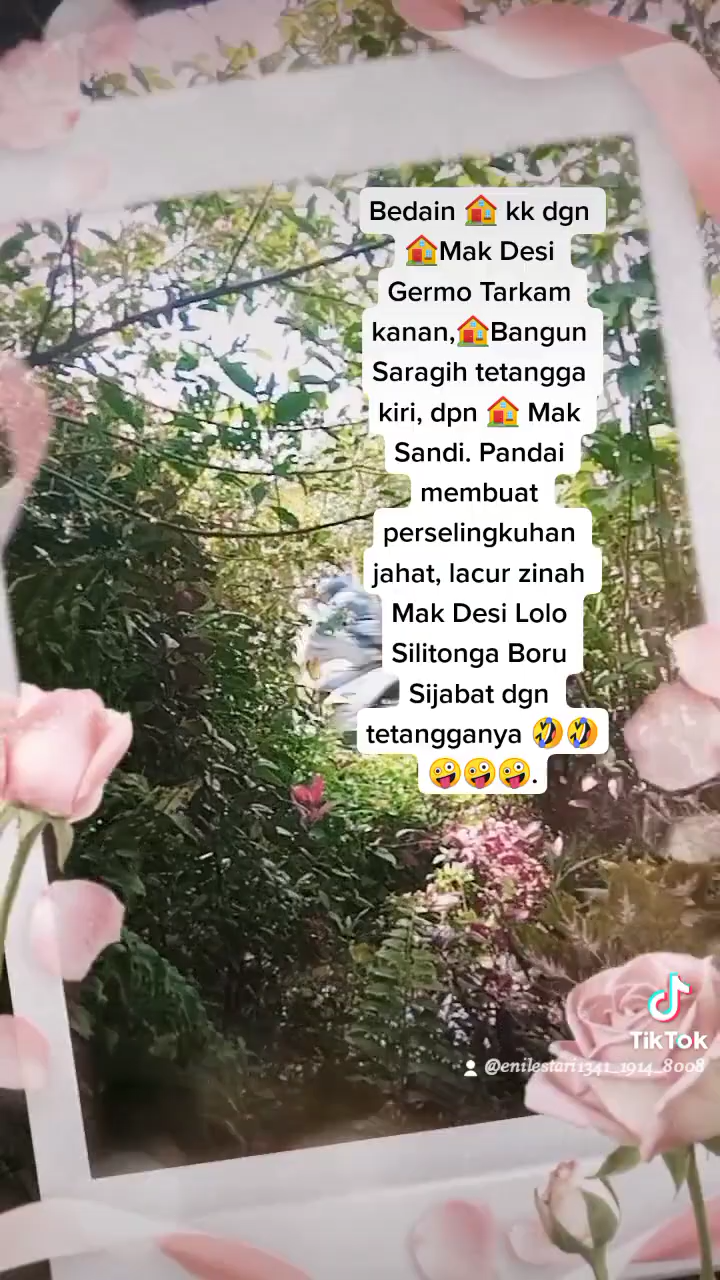 Bedain 🏠 kk dgn
🏠Mak Desi
Germo Tarkam
kanan,🏠Bangun
Saragih tetangga
kiri, dpn 🏠 Mak
Sandi. Pandai
membuat
perselingkuhan
jahat, lacur zinah
Mak Desi Lolo
Silitonga Boru
Sijabat dgn
tetangganya 🤣🤣
🤪🤪🤪.
TikTok
@enilestari1341_1914_8008